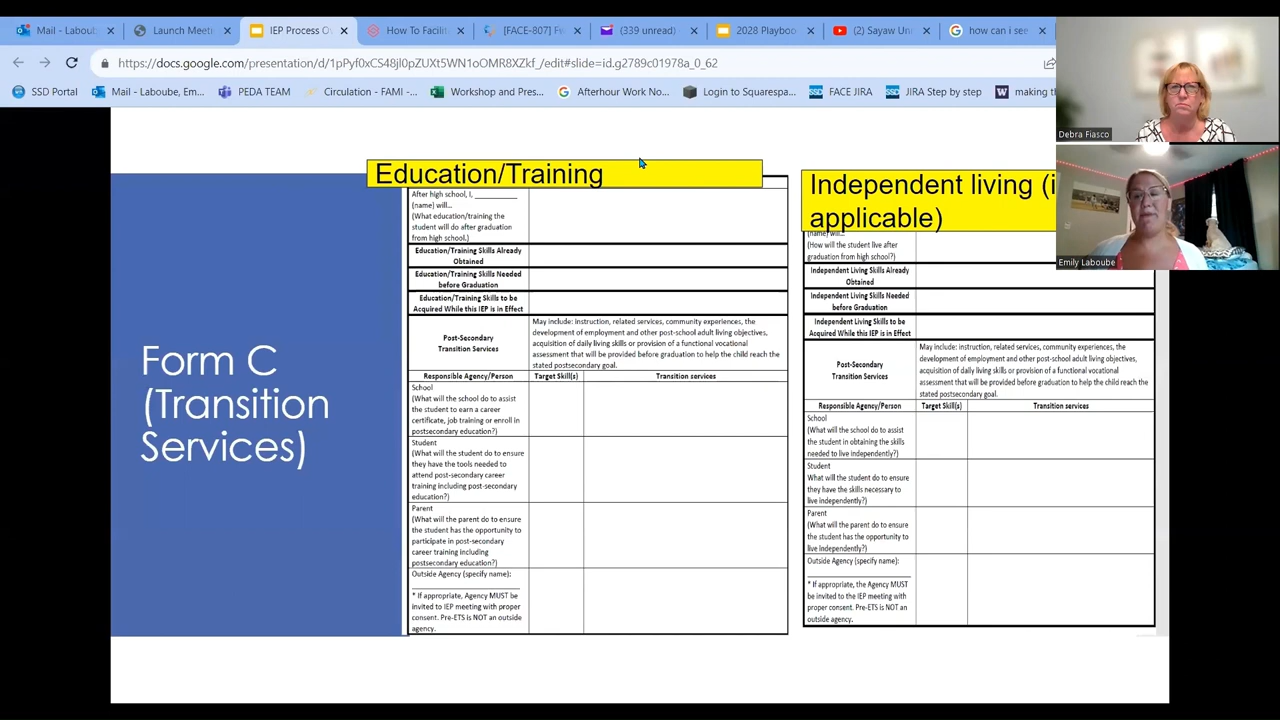 Mail - Laboub
Launch Meeti
IEP Process O
How To Facilit
[FACE-807] F
(339 unread)
2028 Playboo
(2) Sayaw Un
how can i see
https://docs.google.com/presentation/d/1pPyf0xCS48jl0pZUXt5WN1oOMR8XZkf_/edit#slide=id.g2789c01978a_0_62
SSD Portal
Mail - Laboube, Em...
PEDA TEAM
Circulation - FAMI -...
Workshop and Pres...
Afterhour Work No...
Login to Squarespa...
FACE JIRA
JIRA Step by step
making th
Debra Fiasco
Emily Laboube
Form C
(Transition
Services)
Education/Training
After high school, I, ________
(name) will...
(What education/training the
student will do after graduation
from high school.)
Education/Training Skills Already
Obtained
Education/Training Skills Needed
before Graduation
Education/Training Skills to be
Acquired While this IEP is in Effect
Post-Secondary
Transition Services
May include: instruction, related services, community experiences, the
development of employment and other post-school adult living objectives,
acquisition of daily living skills or provision of a functional vocational
assessment that will be provided before graduation to help the child reach the
stated postsecondary goal.
Responsible Agency/Person Target Skill(s) Transition services
School
(What will the school do to assist
the student to earn a career
certificate, job training or enroll in
postsecondary education?)
Student
(What will the student do to ensure
they have the tools needed to
attend post-secondary career
training including post-secondary
education?)
Parent
(What will the parent do to ensure
the student has the opportunity to
participate in post-secondary
career training including
postsecondary education?)
Outside Agency (specify name):
* If appropriate, Agency MUST be
invited to IEP meeting with proper
consent. Pre-ETS is NOT an outside
agency.
Independent living (i
applicable)
(name) will...
(How will the student live after
graduation from high school?)
Independent Living Skills Already
Obtained
Independent Living Skills Needed
before Graduation
Independent Living Skills to be
Acquired While this IEP is in Effect
Post-Secondary
Transition Services
May include: instruction, related services, community experiences, the
development of employment and other post-school adult living objectives,
acquisition of daily living skills or provision of a functional vocational
assessment that will be provided before graduation to help the child reach the
stated postsecondary goal.
Responsible Agency/Person Target Skill(s) Transition services
School
(What will the school do to assist
the student in obtaining the skills
needed to live independently?)
Student
What will the student do to ensure
they have the skills necessary to
live independently?)
Parent
(What will the parent do to ensure
the student has the opportunity to
live independently?)
Outside Agency (specify name):
* If appropriate, the Agency MUST
be invited to the IEP meeting with
proper consent. Pre-ETS is NOT an
outside agency.